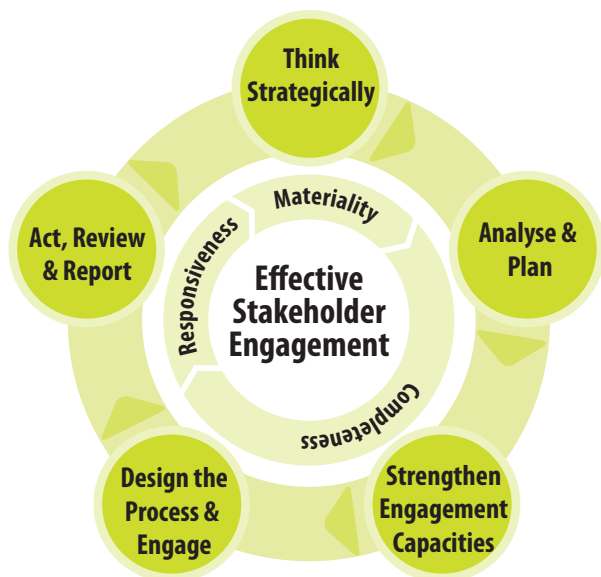 Think
Strategically
Analyse &
Plan
Strengthen
Engagement
Capacities
Design the
Process &
Engage
Act, Review
& Report
Materiality
Completeness
Responsiveness
Effective
Stakeholder
Engagement